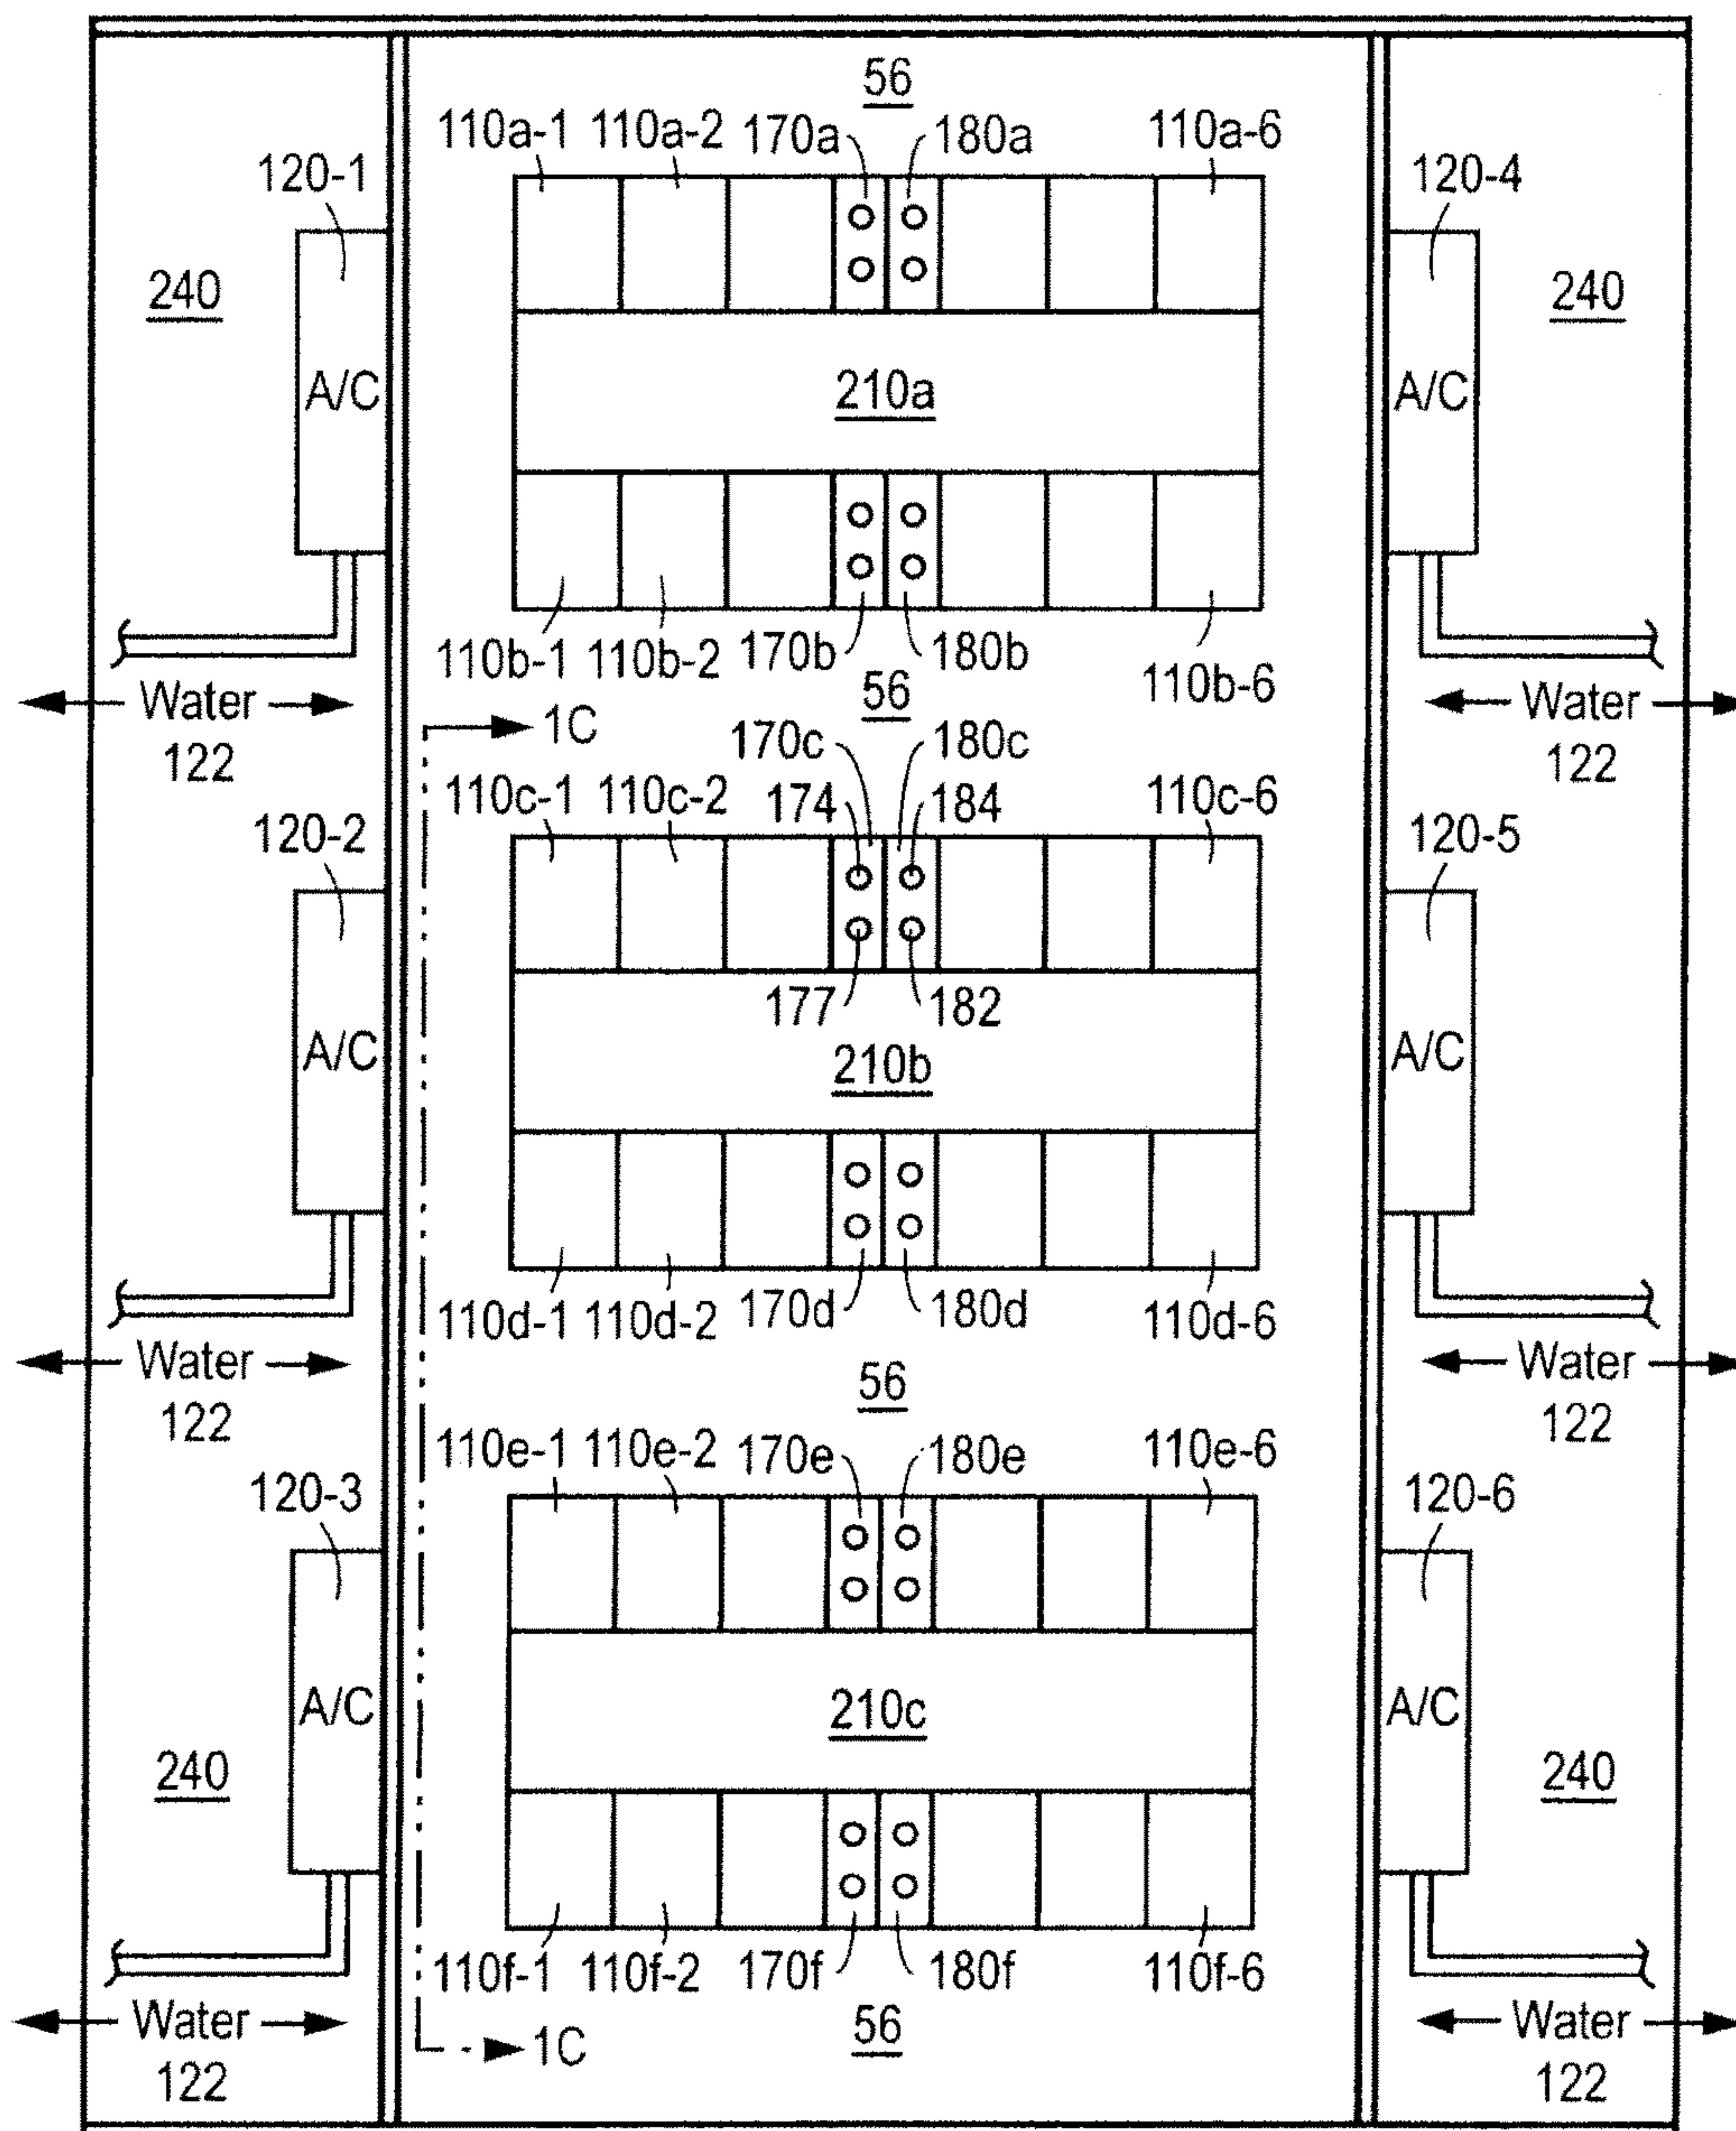 56
110a-1 110a-2 170a 180a 110a-6
120-1 120-4
240 240
A/C 210a A/C
110b-1 110b-2 170b 180b 110b-6
56
Water Water
122 122
1C
170c 180c
110c-1 110c-2 174 184 110c-6
120-2 120-5
177 182
A/C 210b A/C
110d-1 110d-2 170d 180d 110d-6
Water Water
122 122
56
110e-1 110e-2 170e 180e 110e-6
120-3 120-6
A/C 210c A/C
240 240
110f-1 110f-2 170f 180f 110f-6
Water 56 Water
1C
122 122